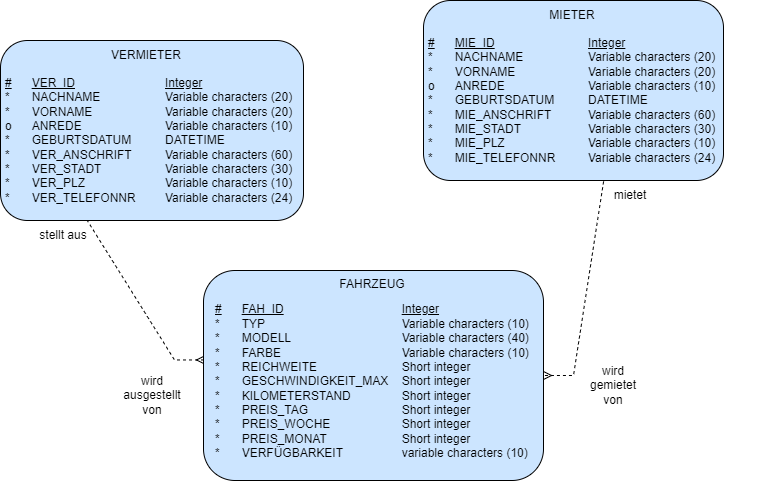 VERMIETER
# VER_ID Integer
* NACHNAME Variable characters (20)
* VORNAME Variable characters (20)
o ANREDE Variable characters (10)
* GEBURTSDATUM DATETIME
* VER_ANSCHRIFT Variable characters (60)
* VER_STADT Variable characters (30)
* VER_PLZ Variable characters (10)
* VER_TELEFONNR Variable characters (24)
MIETER
# MIE_ID Integer
* NACHNAME Variable characters (20)
* VORNAME Variable characters (20)
o ANREDE Variable characters (10)
* GEBURTSDATUM DATETIME
* MIE_ANSCHRIFT Variable characters (60)
* MIE_STADT Variable characters (30)
* MIE_PLZ Variable characters (10)
* MIE_TELEFONNR Variable characters (24)
stellt aus
mietet
wird
ausgestellt
von
wird
gemietet
von
FAHRZEUG
# FAH_ID Integer
* TYP Variable characters (10)
* MODELL Variable characters (40)
* FARBE Variable characters (10)
* REICHWEITE Short integer
* GESCHWINDIGKEIT_MAX Short integer
* KILOMETERSTAND Short integer
* PREIS_TAG Short integer
* PREIS_WOCHE Short integer
* PREIS_MONAT Short integer
* VERFÜGBARKEIT variable characters (10)